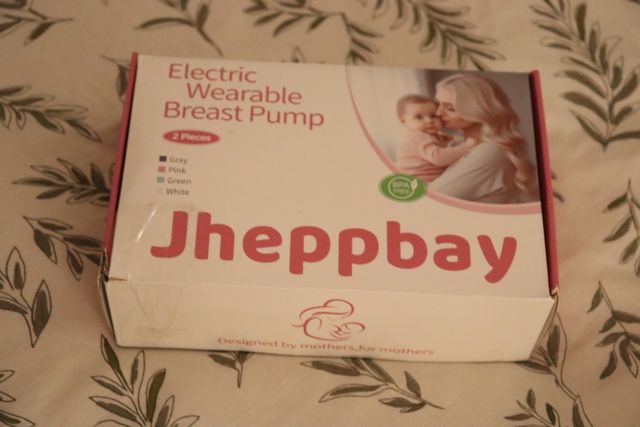 Electric
Wearable
Breast Pump
2 Pieces
Gray
Pink
Green
White
BPA
FREE
Jheppbay
Designed by mothers,for mothers